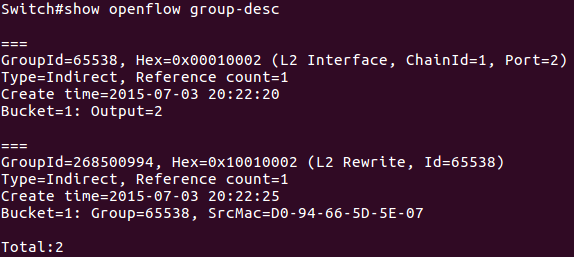 Switch#show openflow group-desc
===
GroupId=65538, Hex=0x00010002 (L2 Interface, ChainId=1, Port=2)
Type=Indirect, Reference count=1
Create time=2015-07-03 20:22:20
Bucket=1: Output=2
===
GroupId=268500994, Hex=0x10010002 (L2 Rewrite, Id=65538)
Type=Indirect, Reference count=1
Create time=2015-07-03 20:22:25
Bucket=1: Group=65538, SrcMac=D0-94-66-5D-5E-07
Total:2